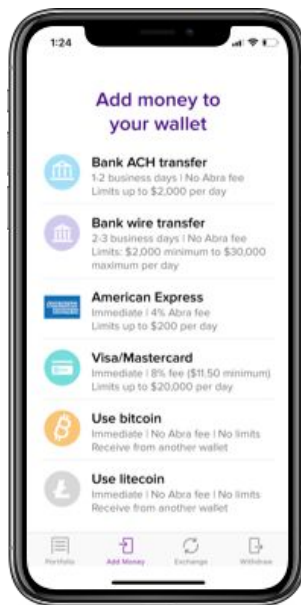 1:24
Add money to
your wallet
Bank ACH transfer
1-2 business days | No Abra fee
Limits up to $2,000 per day
Bank wire transfer
2-3 business days | No Abra fee
Limits: $2,000 minimum to $30,000
maximum per day
American Express
Immediate | 4% Abra fee
Limits up to $200 per day
Visa/Mastercard
Immediate | 8% fee ($11.50 minimum)
Limits up to $20,000 per day
Use bitcoin
Immediate | No Abra fee | No limits
Receive from another wallet
Use litecoin
Immediate | No Abra fee | No limits
Receive from another wallet
Portfolio Add Money Exchange Withdraw